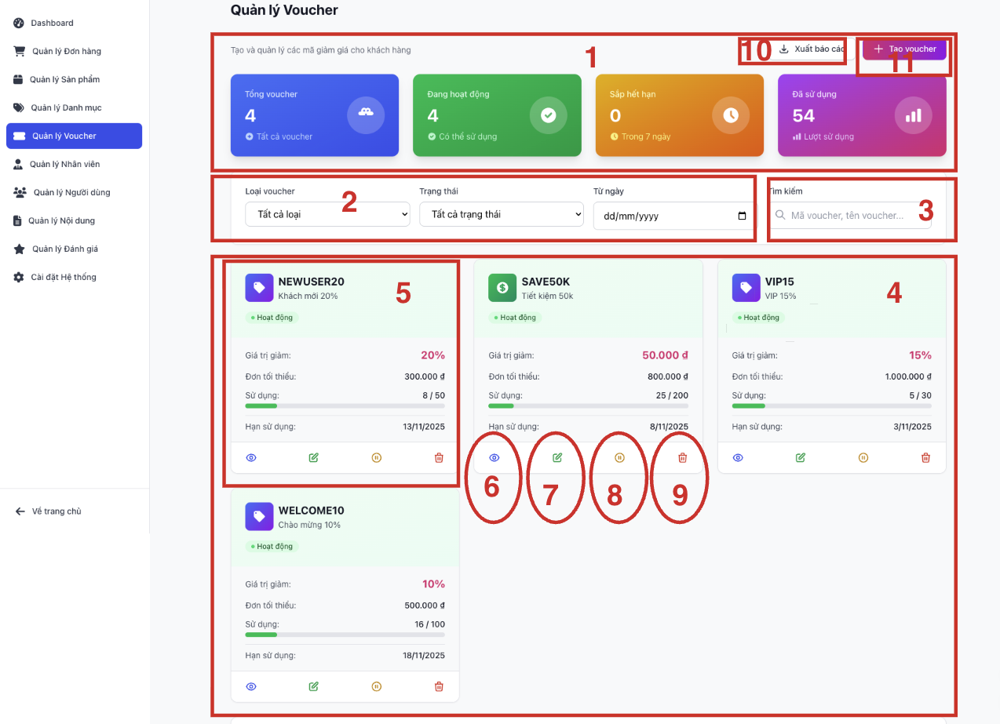 Quản lý Voucher
Dashboard
Quản lý Đơn hàng
Quản lý Sản phẩm
Quản lý Danh mục
Quản lý Voucher
Quản lý Nhân viên
Quản lý Người dùng
Quản lý Nội dung
Quản lý Đánh giá
Cài đặt Hệ thống
Về trang chủ
Tạo và quản lý các mã giảm giá cho khách hàng
1
10
Xuất báo cáo
Tạo voucher
11
Tổng voucher
4
Tất cả voucher
Đang hoạt động
4
Có thể sử dụng
Sắp hết hạn
0
Trong 7 ngày
Đã sử dụng
54
Lượt sử dụng
Loại voucher
Tất cả loại
2
Trạng thái
Tất cả trạng thái
Từ ngày
dd/mm/yyyy
Tìm kiếm
Mã voucher, tên voucher...
3
NEWUSER20
Khách mới 20%
5
Hoạt động
Giá trị giảm: 20%
Đơn tối thiểu: 300.000 ₫
Sử dụng: 8 / 50
Hạn sử dụng: 13/11/2025
SAVE50K
Tiết kiệm 50k
Hoạt động
Giá trị giảm: 50.000 ₫
Đơn tối thiểu: 800.000 ₫
Sử dụng: 25 / 200
Hạn sử dụng: 8/11/2025
6
7
8
9
VIP15
VIP 15%
4
Hoạt động
Giá trị giảm: 15%
Đơn tối thiểu: 1.000.000 ₫
Sử dụng: 5 / 30
Hạn sử dụng: 3/11/2025
WELCOME10
Chào mừng 10%
Hoạt động
Giá trị giảm: 10%
Đơn tối thiểu: 500.000 ₫
Sử dụng: 16 / 100
Hạn sử dụng: 18/11/2025